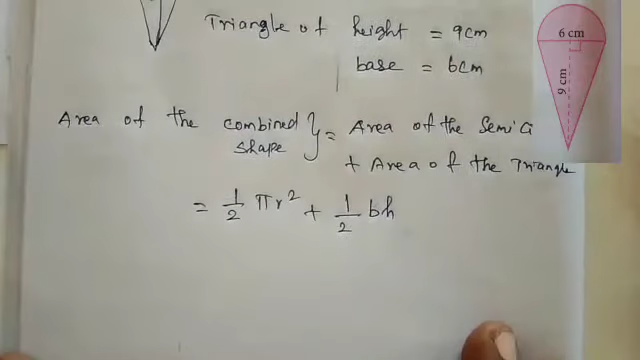 Triangle of height = 9cm
base = 6cm
6 cm
9 cm
Area of the combined shape } = Area of the Semi Ci
+ Area of the Triangle
= 1/2 πr² + 1/2 bh